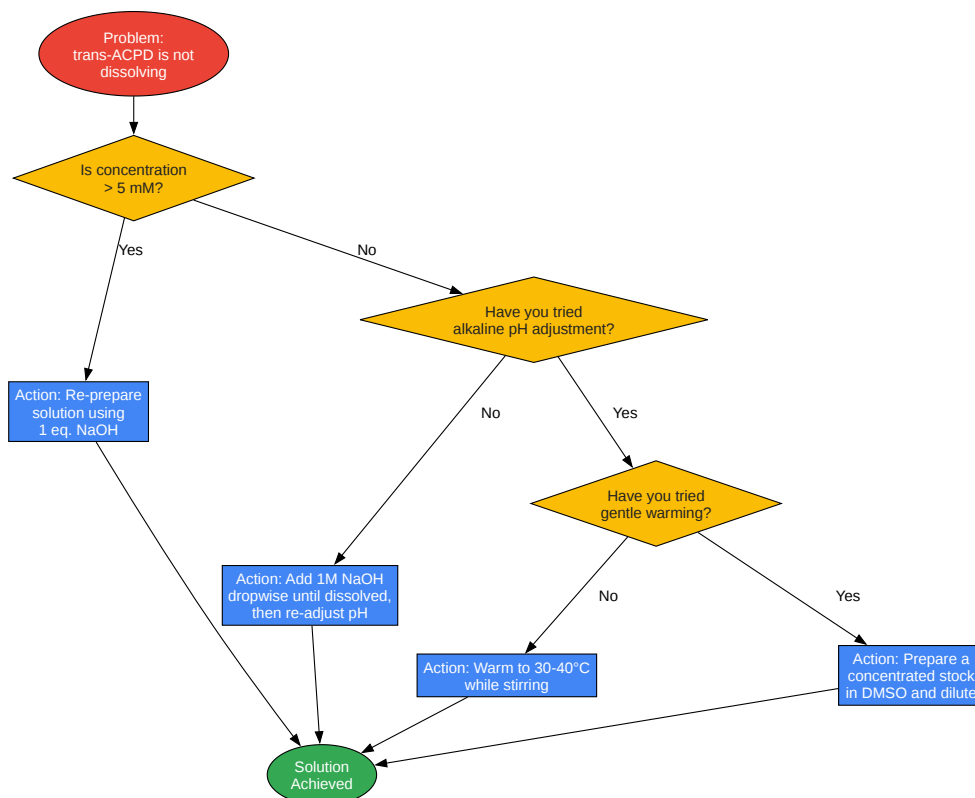 Problem:
trans-ACPD is not
dissolving
Is concentration
> 5 mM?
Yes
No
Have you tried
alkaline pH adjustment?
Action: Re-prepare
solution using
1 eq. NaOH
No
Yes
Have you tried
gentle warming?
Action: Add 1M NaOH
dropwise until dissolved,
then re-adjust pH
No
Yes
Action: Warm to 30-40°C
while stirring
Action: Prepare a
concentrated stock
in DMSO and dilute
Solution
Achieved